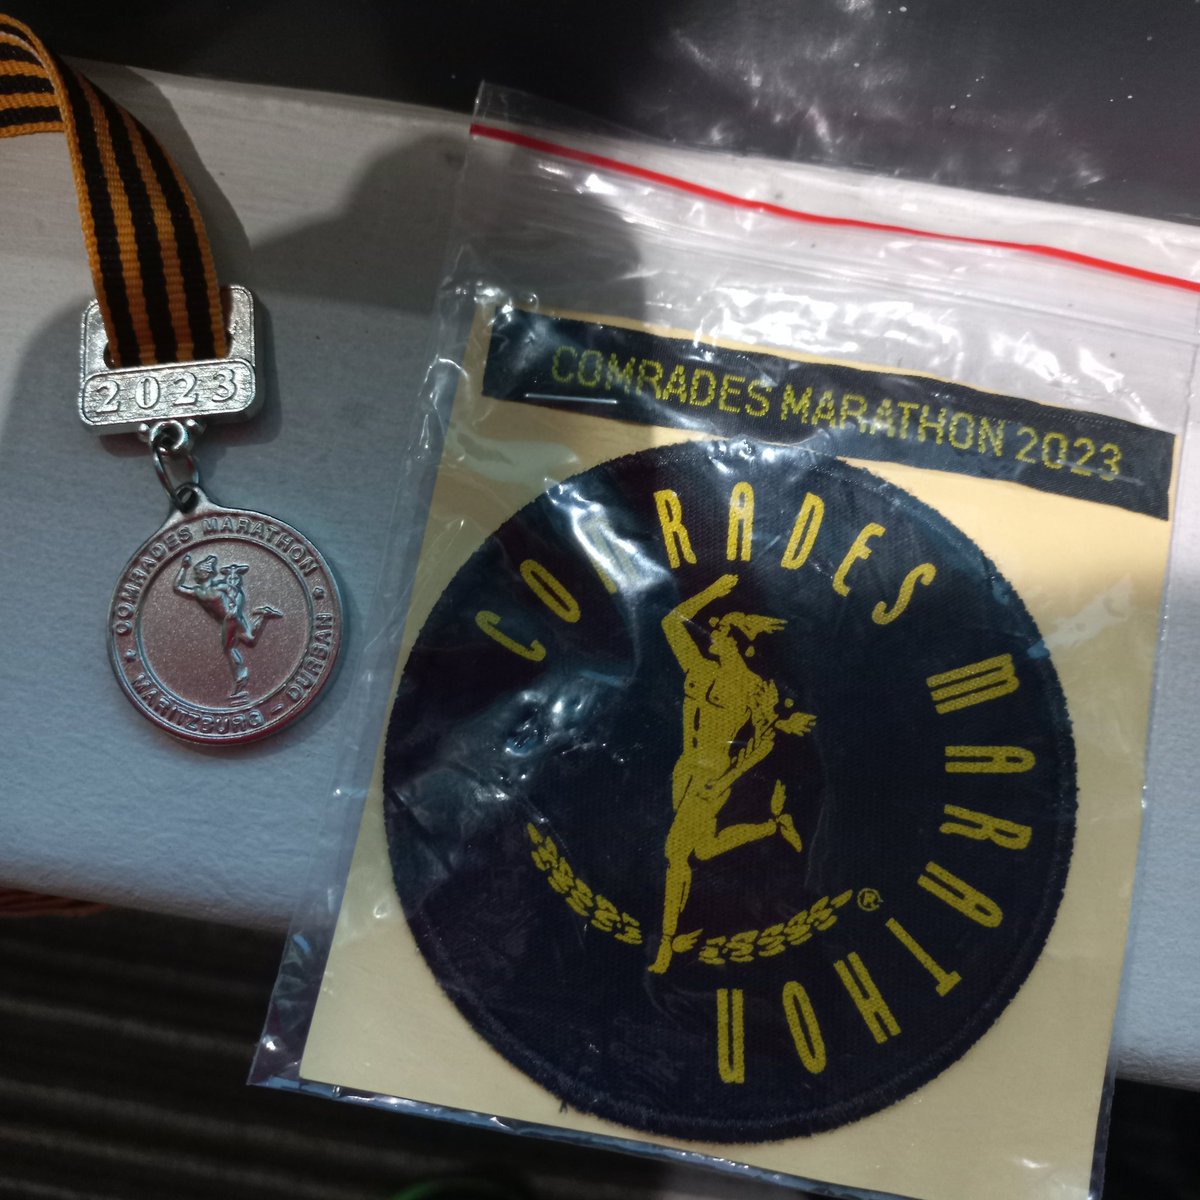 2023
COMRADES MARATHON
MARITZBURG - DURBAN
COMRADES MARATHON 2023
COMRADES MARATHON
®